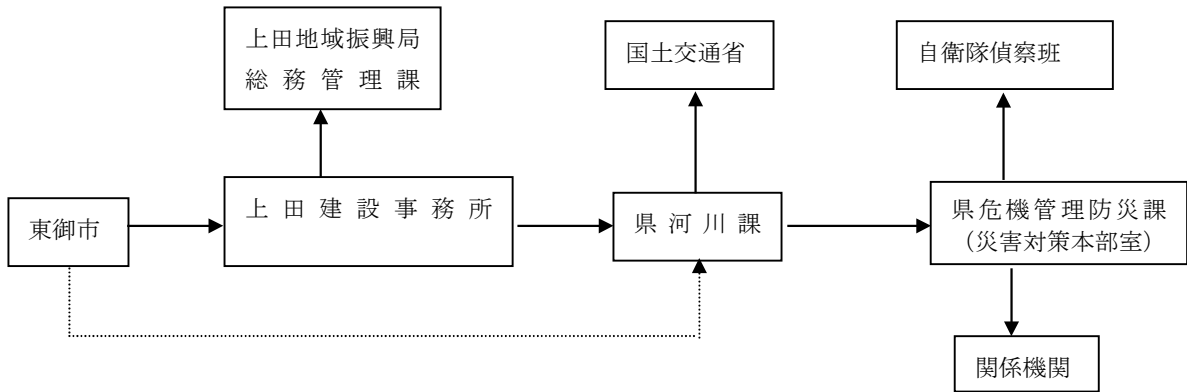 上田地域振興局
総務管理課
国土交通省
自衛隊偵察班
東御市
上田建設事務所
県河川課
県危機管理防災課
（災害対策本部室）
関係機関